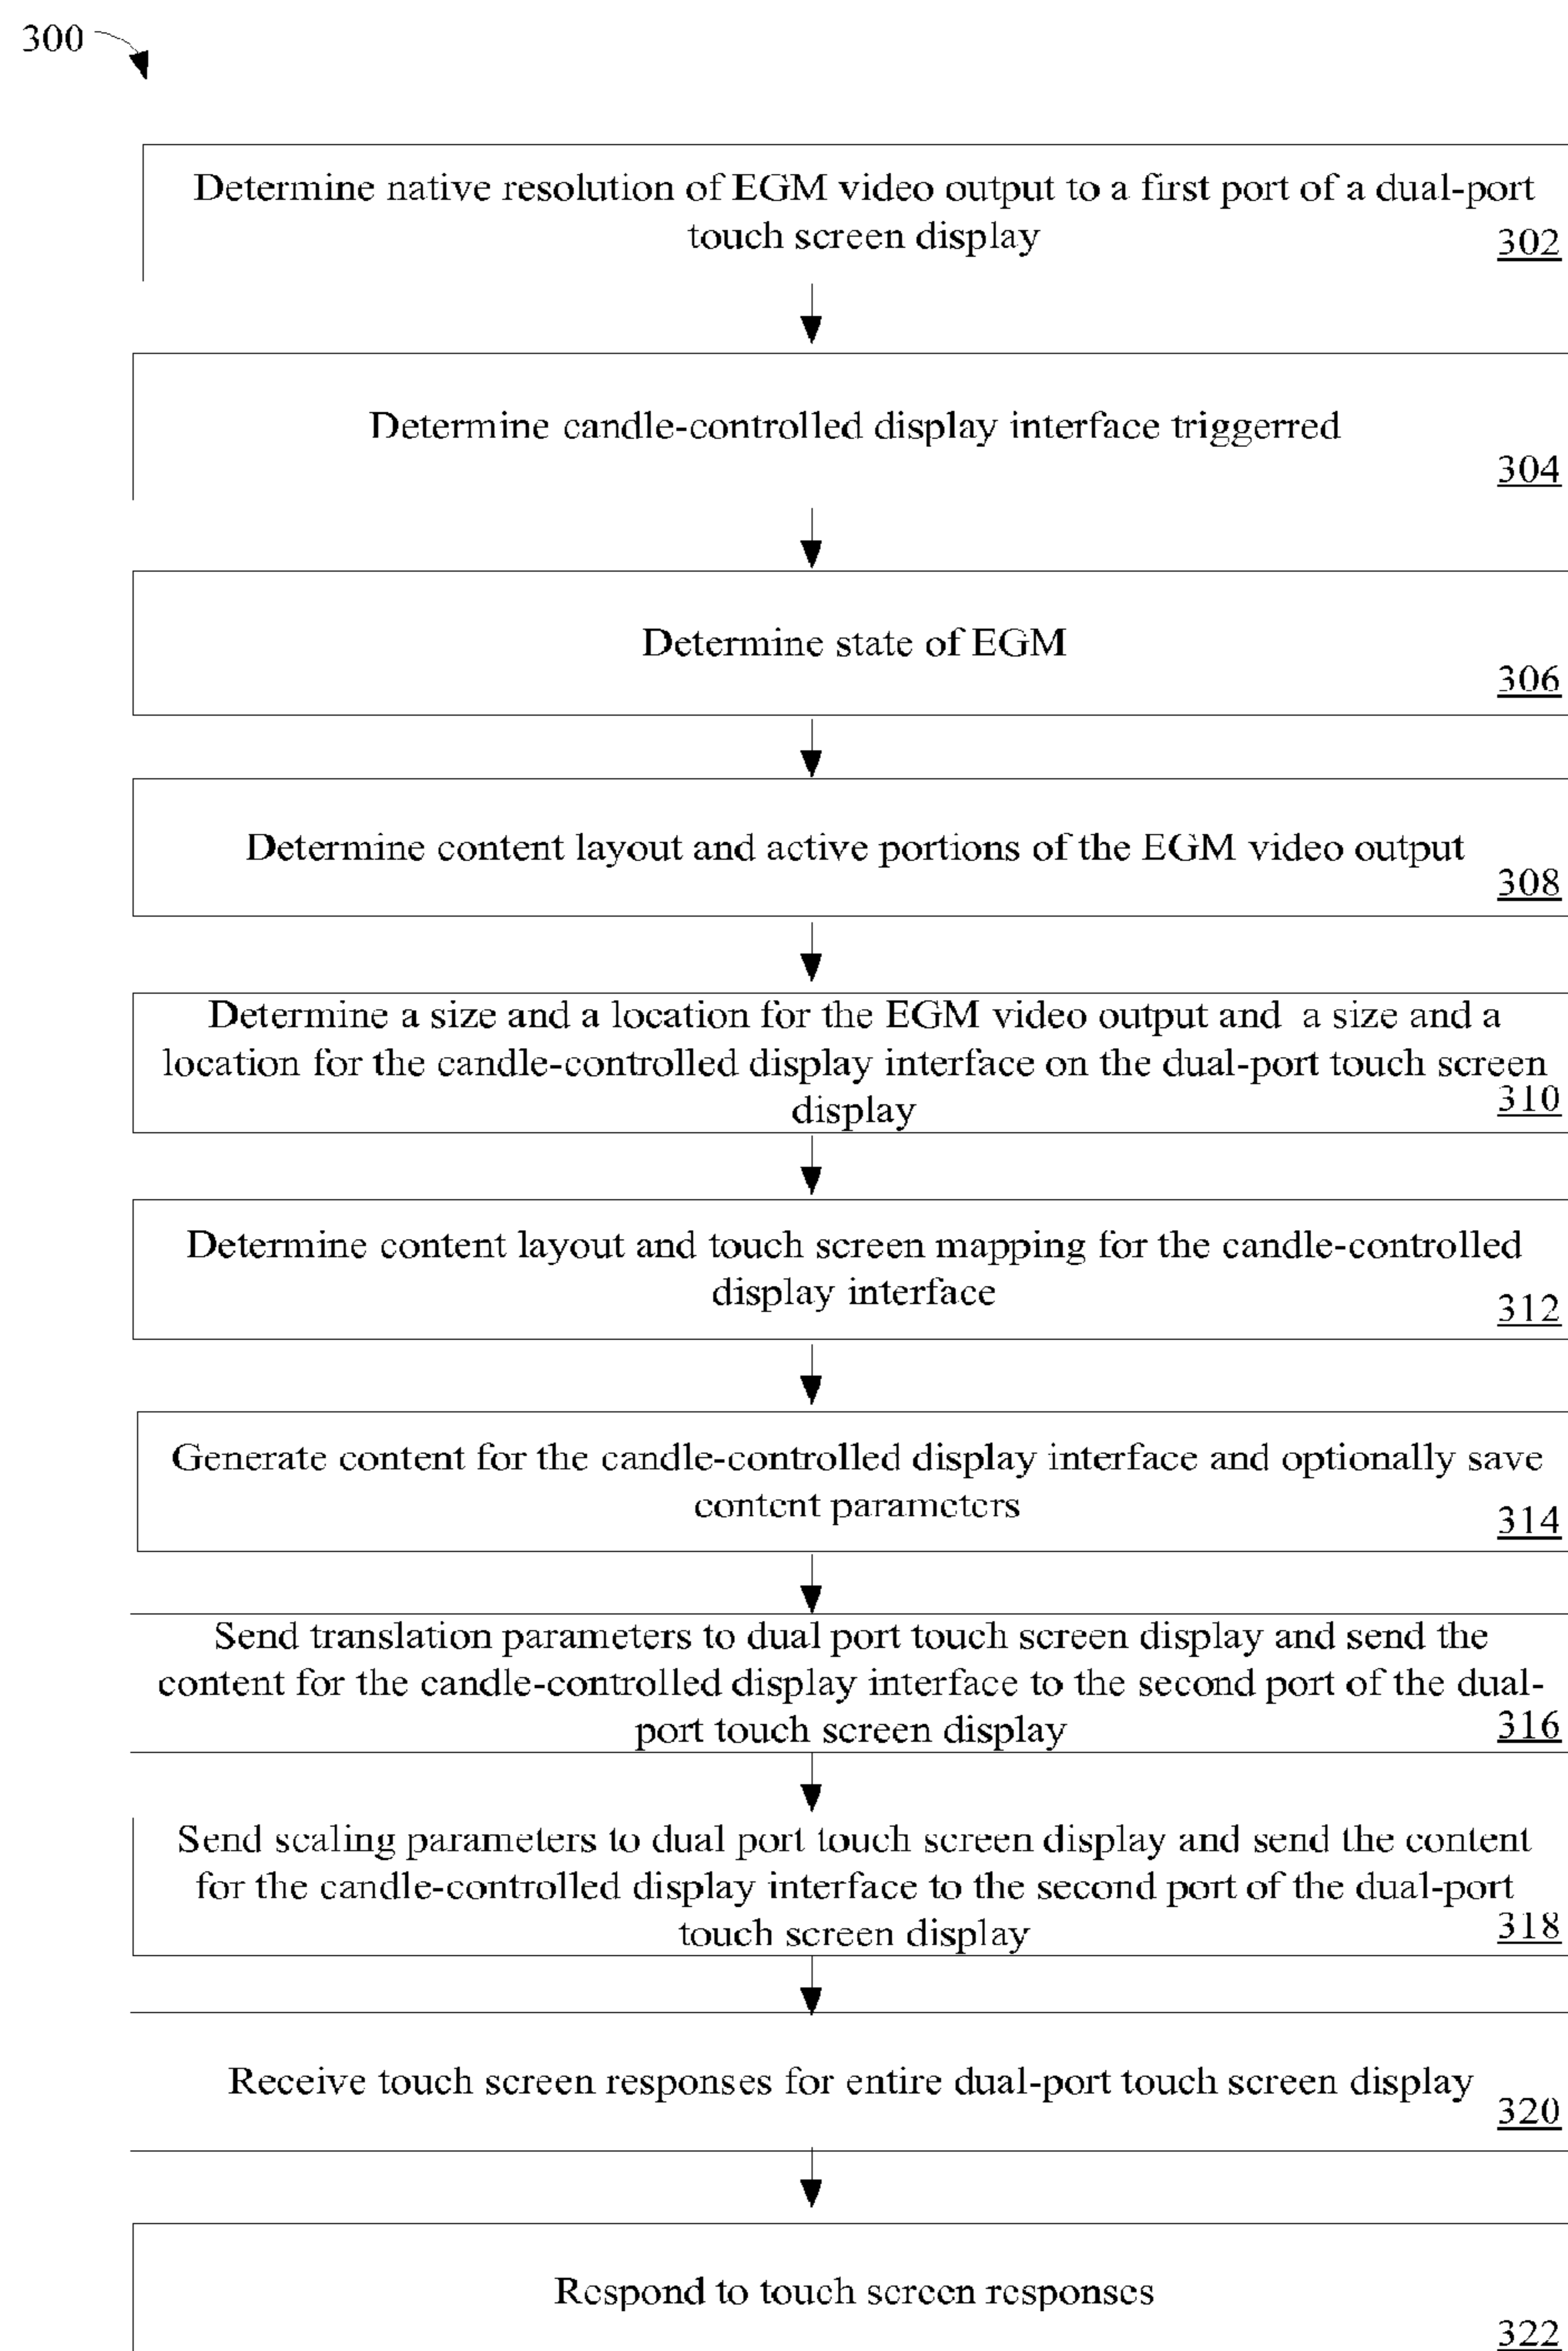 300
Determine native resolution of EGM video output to a first port of a dual-port
touch screen display
302
Determine candle-controlled display interface triggerred
304
Determine state of EGM
306
Determine content layout and active portions of the EGM video output
308
Determine a size and a location for the EGM video output and a size and a
location for the candle-controlled display interface on the dual-port touch screen
display
310
Determine content layout and touch screen mapping for the candle-controlled
display interface
312
Generate content for the candle-controlled display interface and optionally save
content parameters
314
Send translation parameters to dual port touch screen display and send the
content for the candle-controlled display interface to the second port of the dual-
port touch screen display
316
Send scaling parameters to dual port touch screen display and send the content
for the candle-controlled display interface to the second port of the dual-port
touch screen display
318
Receive touch screen responses for entire dual-port touch screen display
320
Respond to touch screen responses
322